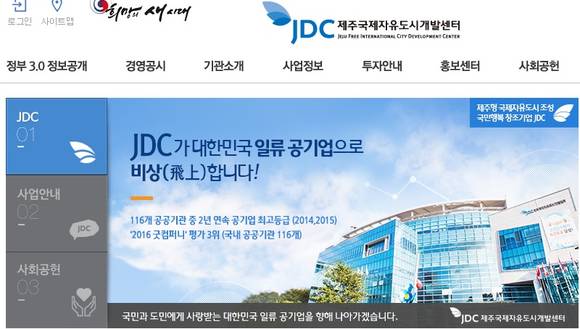 로그인
사이트맵
희망의 새 시대
JDC 제주국제자유도시개발센터
JEJU FREE INTERNATIONAL CITY DEVELOPMENT CENTER
정부 3.0 정보공개
경영공시
기관소개
사업정보
투자안내
홍보센터
사회공헌
JDC
01
사업안내
02
JDC
사회공헌
03
제주형 국제자유도시 조성
국민행복 창조기업 JDC
JDC가 대한민국 일류 공기업으로
비상(飛上)합니다!
116개 공공기관 중 2년 연속 공기업 최고등급 (2014,2015)
'2016 굿컴퍼니' 평가 3위 (국내 공공기관 116개)
국민과 도민에게 사랑받는 대한민국 일류 공기업을 향해 나아가겠습니다.
JDC 제주국제자유도시개발센터